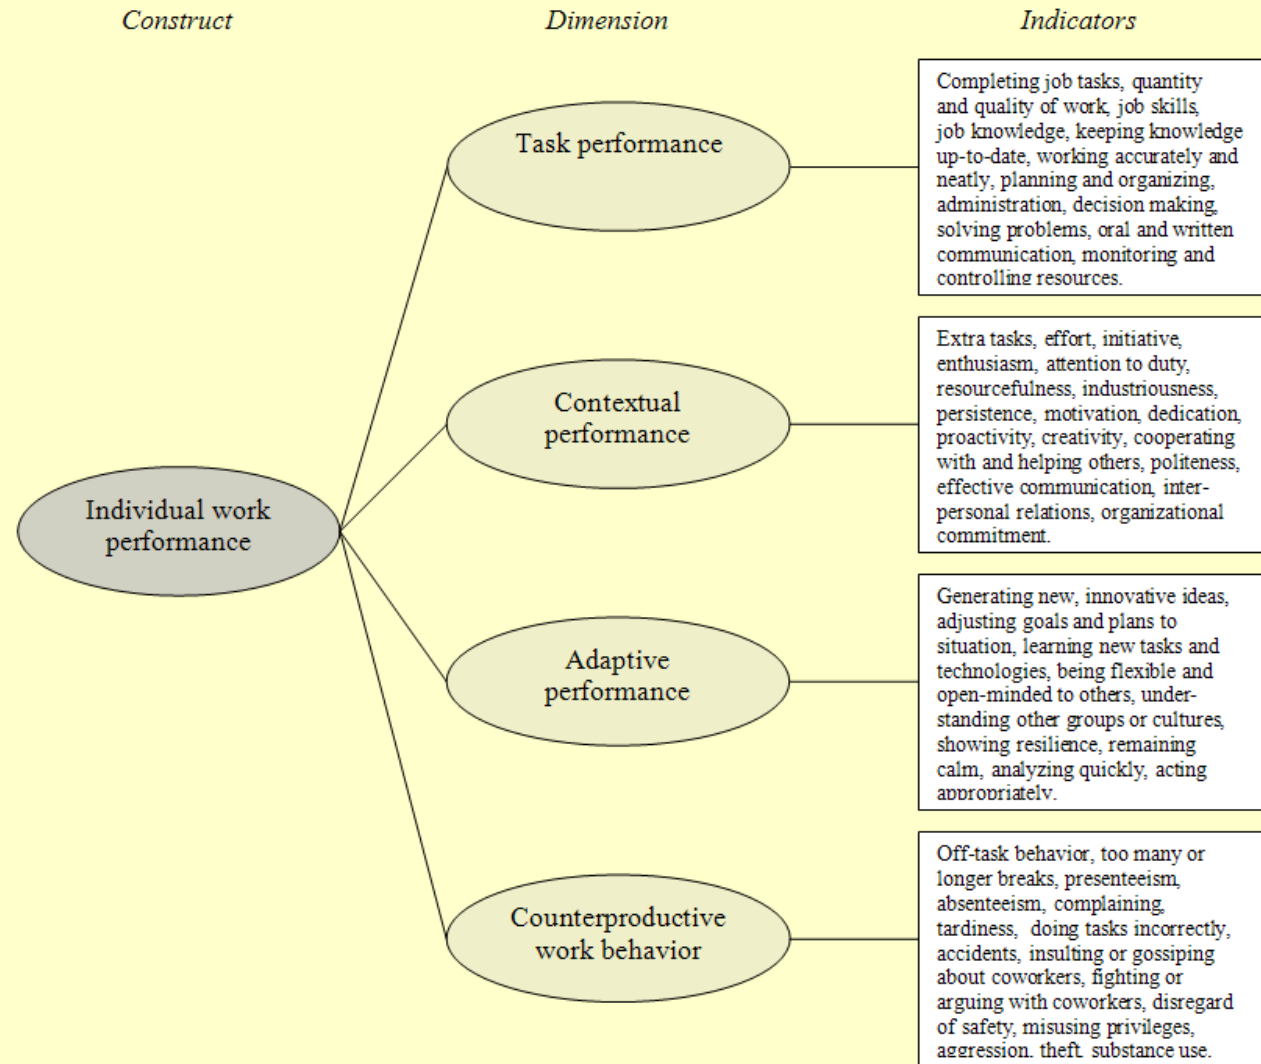 Construct
Dimension
Indicators
Individual work
performance
Task performance
Completing job tasks, quantity
and quality of work, job skills,
job knowledge, keeping knowledge
up-to-date, working accurately and
neatly, planning and organizing,
administration, decision making,
solving problems, oral and written
communication, monitoring and
controlling resources.
Contextual
performance
Extra tasks, effort, initiative,
enthusiasm, attention to duty,
resourcefulness, industriousness,
persistence, motivation, dedication,
proactivity, creativity, cooperating
with and helping others, politeness,
effective communication, inter-
personal relations, organizational
commitment.
Adaptive
performance
Generating new, innovative ideas,
adjusting goals and plans to
situation, learning new tasks and
technologies, being flexible and
open-minded to others, under-
standing other groups or cultures,
showing resilience, remaining
calm, analyzing quickly, acting
appropriately.
Counterproductive
work behavior
Off-task behavior, too many or
longer breaks, presenteeism,
absenteeism, complaining,
tardiness, doing tasks incorrectly,
accidents, insulting or gossiping
about coworkers, fighting or
arguing with coworkers, disregard
of safety, misusing privileges,
aggression, theft, substance use.